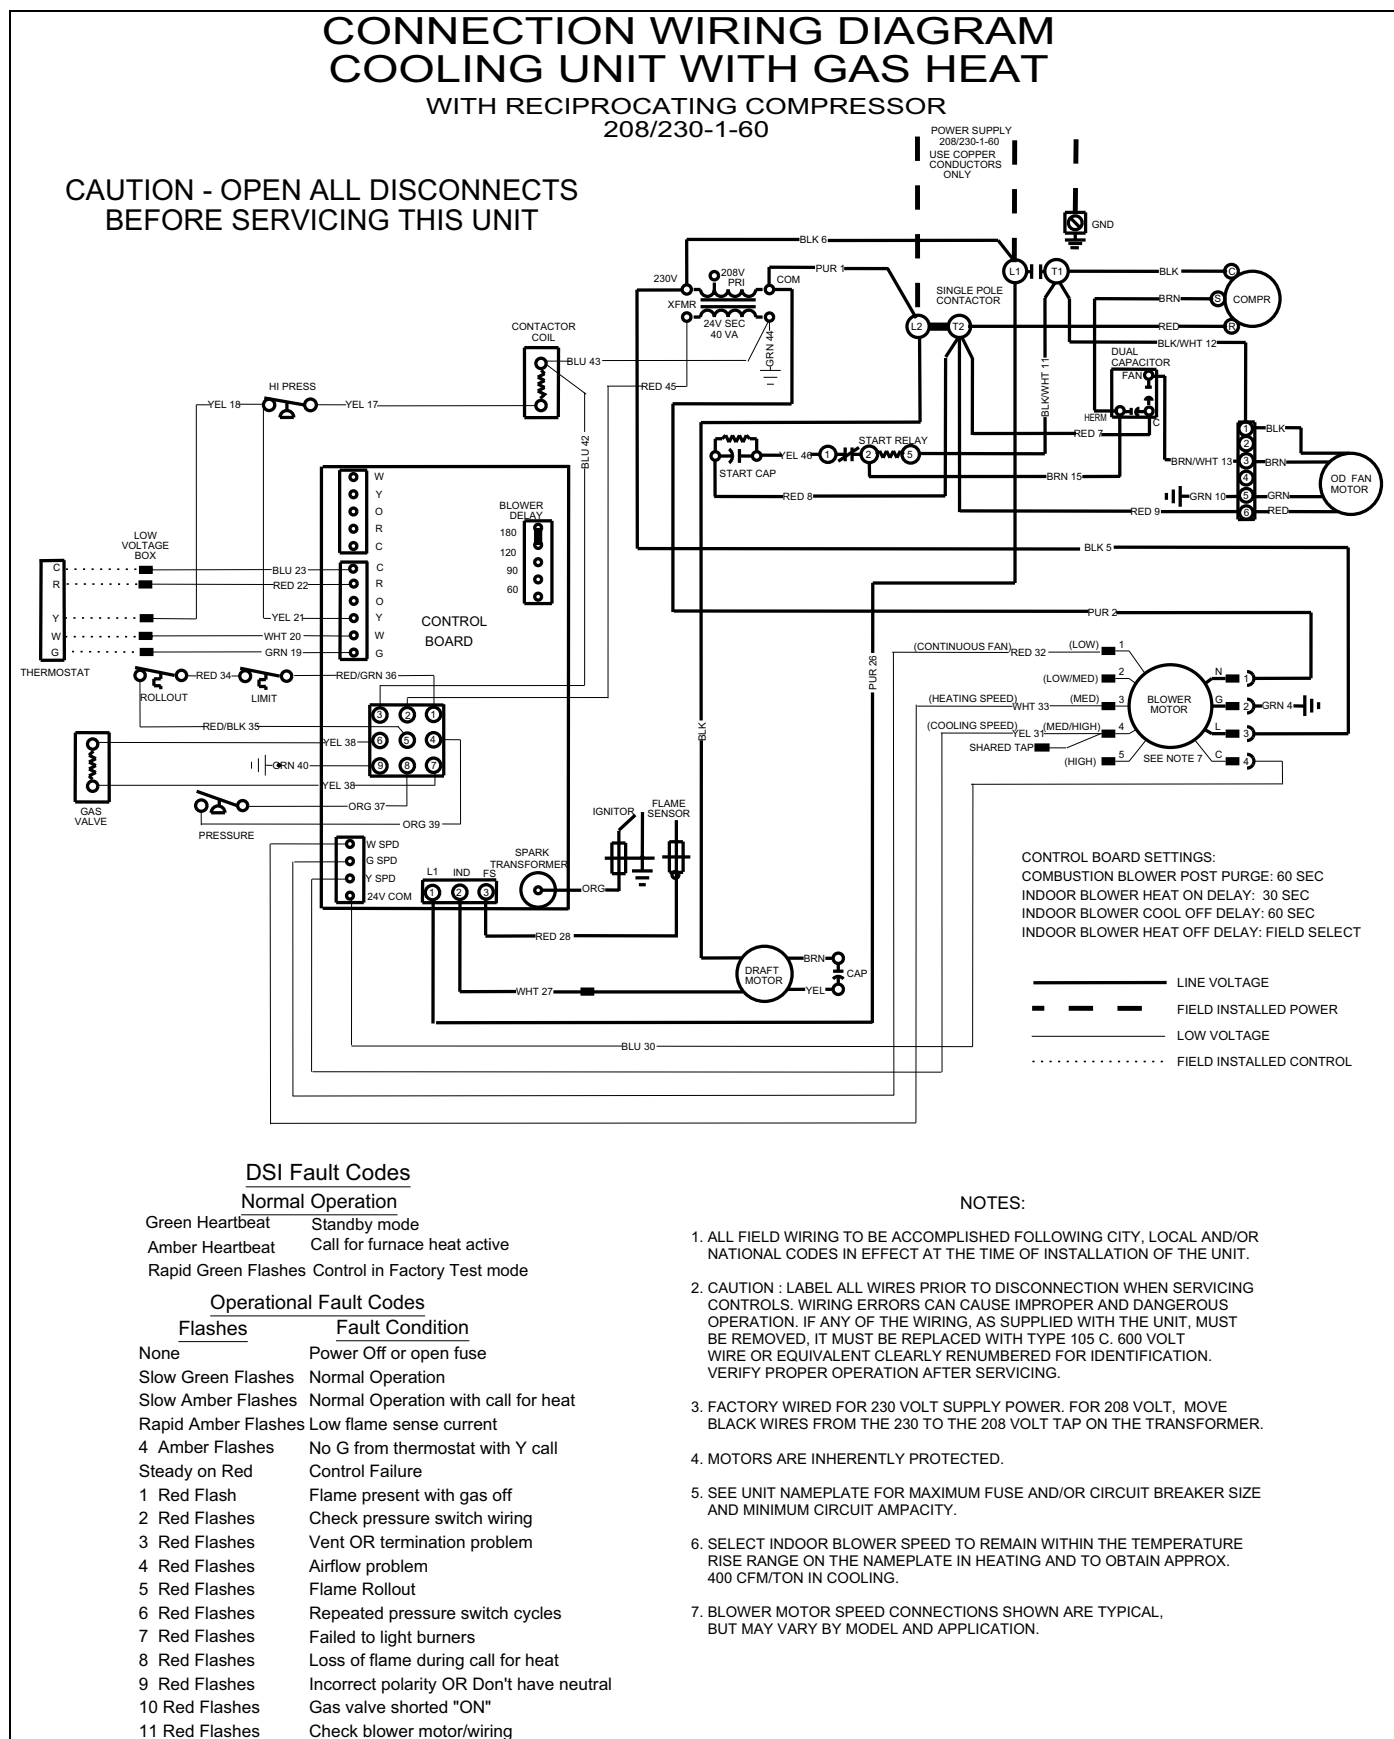 CONNECTION WIRING DIAGRAM
COOLING UNIT WITH GAS HEAT
WITH RECIPROCATING COMPRESSOR
208/230-1-60
CAUTION - OPEN ALL DISCONNECTS
BEFORE SERVICING THIS UNIT
POWER SUPPLY
208/230-1-60
USE COPPER
CONDUCTORS
ONLY
GND
BLK 6
PUR 1
230V
208V
PRI
COM
XFMR
24V SEC
40 VA
GRN 44
L1
T1
SINGLE POLE
CONTACTOR
L2
T2
BLK
BRN
RED
C
S
R
COMPR
BLK/WHT 12
BLK/WHT 11
DUAL
CAPACITOR
FAN
HERM
C
RED 7
CONTACTOR
COIL
BLU 43
RED 45
BLU 42
HI PRESS
YEL 18
YEL 17
START CAP
YEL 46
START RELAY
1
2
5
RED 8
BRN 15
BRN/WHT 13
GRN 10
RED 9
1
2
3
4
5
6
BLK
BRN
GRN
RED
OD FAN
MOTOR
BLK 5
PUR 2
PUR 26
BLK
W
Y
O
R
C
BLOWER
DELAY
180
120
90
60
LOW
VOLTAGE
BOX
C
R
Y
W
G
THERMOSTAT
BLU 23
RED 22
YEL 21
WHT 20
GRN 19
C
R
O
Y
W
G
CONTROL
BOARD
ROLLOUT
RED 34
LIMIT
RED/GRN 36
RED/BLK 35
3
2
1
6
5
4
9
8
7
YEL 38
GRN 40
YEL 38
ORG 37
ORG 39
GAS
VALVE
PRESSURE
W SPD
G SPD
Y SPD
24V COM
L1
IND
FS
1
2
3
SPARK
TRANSFORMER
ORG
IGNITOR
FLAME
SENSOR
RED 28
WHT 27
DRAFT
MOTOR
BRN
YEL
CAP
BLU 30
(CONTINUOUS FAN)
RED 32
(LOW)
1
(LOW/MED)
2
(HEATING SPEED)
WHT 33
(MED)
3
(COOLING SPEED)
YEL 31
(MED/HIGH)
4
SHARED TAP
(HIGH)
5
BLOWER
MOTOR
SEE NOTE 7
N
1
G
2
GRN 4
L
3
C
4
CONTROL BOARD SETTINGS:
COMBUSTION BLOWER POST PURGE: 60 SEC
INDOOR BLOWER HEAT ON DELAY: 30 SEC
INDOOR BLOWER COOL OFF DELAY: 60 SEC
INDOOR BLOWER HEAT OFF DELAY: FIELD SELECT
LINE VOLTAGE
FIELD INSTALLED POWER
LOW VOLTAGE
FIELD INSTALLED CONTROL
DSI Fault Codes
Normal Operation
Green Heartbeat Standby mode
Amber Heartbeat Call for furnace heat active
Rapid Green Flashes Control in Factory Test mode
Operational Fault Codes
Flashes Fault Condition
None Power Off or open fuse
Slow Green Flashes Normal Operation
Slow Amber Flashes Normal Operation with call for heat
Rapid Amber Flashes Low flame sense current
4 Amber Flashes No G from thermostat with Y call
Steady on Red Control Failure
1 Red Flash Flame present with gas off
2 Red Flashes Check pressure switch wiring
3 Red Flashes Vent OR termination problem
4 Red Flashes Airflow problem
5 Red Flashes Flame Rollout
6 Red Flashes Repeated pressure switch cycles
7 Red Flashes Failed to light burners
8 Red Flashes Loss of flame during call for heat
9 Red Flashes Incorrect polarity OR Don't have neutral
10 Red Flashes Gas valve shorted "ON"
11 Red Flashes Check blower motor/wiring
NOTES:
1. ALL FIELD WIRING TO BE ACCOMPLISHED FOLLOWING CITY, LOCAL AND/OR
NATIONAL CODES IN EFFECT AT THE TIME OF INSTALLATION OF THE UNIT.
2. CAUTION : LABEL ALL WIRES PRIOR TO DISCONNECTION WHEN SERVICING
CONTROLS. WIRING ERRORS CAN CAUSE IMPROPER AND DANGEROUS
OPERATION. IF ANY OF THE WIRING, AS SUPPLIED WITH THE UNIT, MUST
BE REMOVED, IT MUST BE REPLACED WITH TYPE 105 C. 600 VOLT
WIRE OR EQUIVALENT CLEARLY RENUMBERED FOR IDENTIFICATION.
VERIFY PROPER OPERATION AFTER SERVICING.
3. FACTORY WIRED FOR 230 VOLT SUPPLY POWER. FOR 208 VOLT, MOVE
BLACK WIRES FROM THE 230 TO THE 208 VOLT TAP ON THE TRANSFORMER.
4. MOTORS ARE INHERENTLY PROTECTED.
5. SEE UNIT NAMEPLATE FOR MAXIMUM FUSE AND/OR CIRCUIT BREAKER SIZE
AND MINIMUM CIRCUIT AMPACITY.
6. SELECT INDOOR BLOWER SPEED TO REMAIN WITHIN THE TEMPERATURE
RISE RANGE ON THE NAMEPLATE IN HEATING AND TO OBTAIN APPROX.
400 CFM/TON IN COOLING.
7. BLOWER MOTOR SPEED CONNECTIONS SHOWN ARE TYPICAL,
BUT MAY VARY BY MODEL AND APPLICATION.